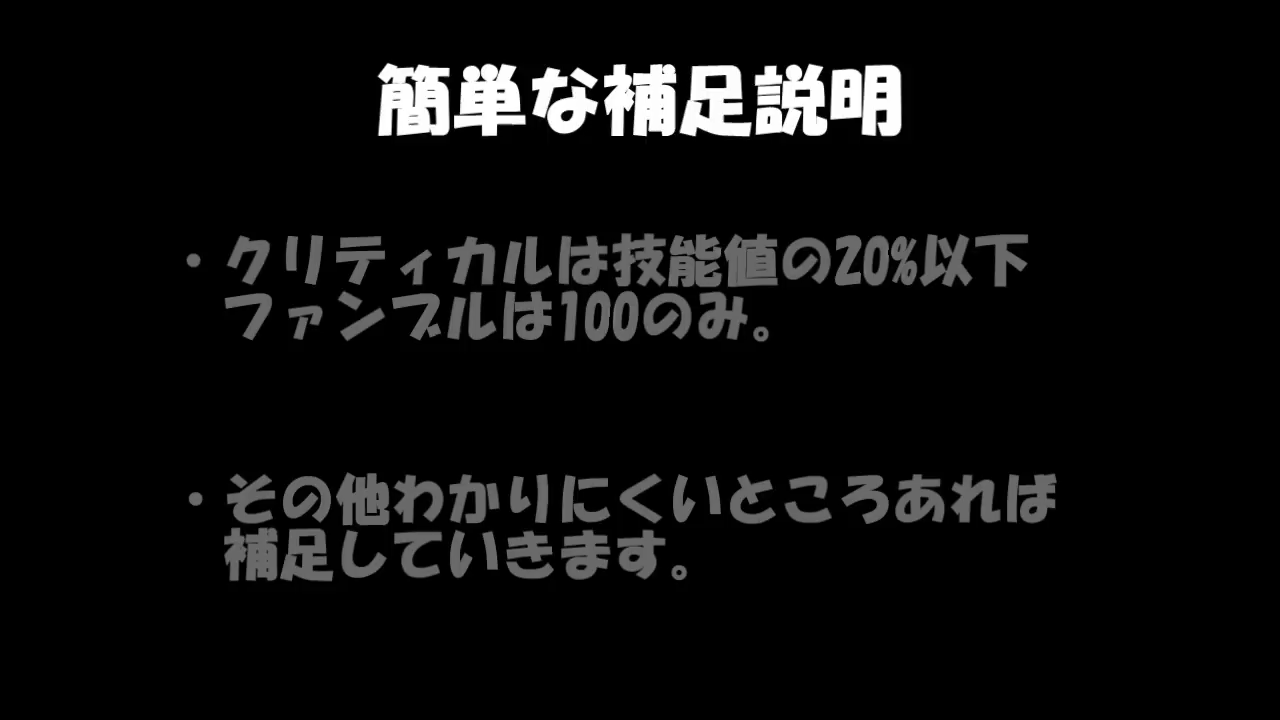 簡単な補足説明
・クリティカルは技能値の20%以下
ファンブルは100のみ。
・その他わかりにくいところあれば
補足していきます。